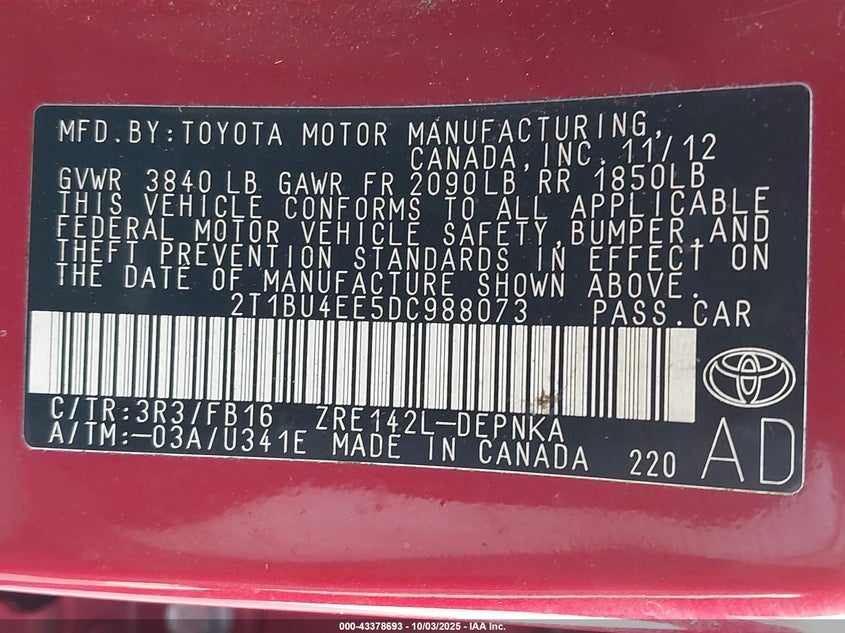 MFD.BY:TOYOTA MOTOR MANUFACTURING,
CANADA,INC. 11/12
GVWR 3840 LB GAWR FR 2090LB RR 1850LB
THIS VEHICLE CONFORMS TO ALL APPLICABLE
FEDERAL MOTOR VEHICLE SAFETY,BUMPER,AND
THEFT PREVENTION STANDARDS IN EFFECT ON
THE DATE OF MANUFACTURE SHOWN ABOVE.
2T1BU4EE5DC988073 PASS.CAR
C/TR:3R3/FB16 ZRE142L-DEPNKA
A/TM:-03A/U341E MADE IN CANADA 220 AD
000-43378693 - 10/03/2025 - IAA Inc.